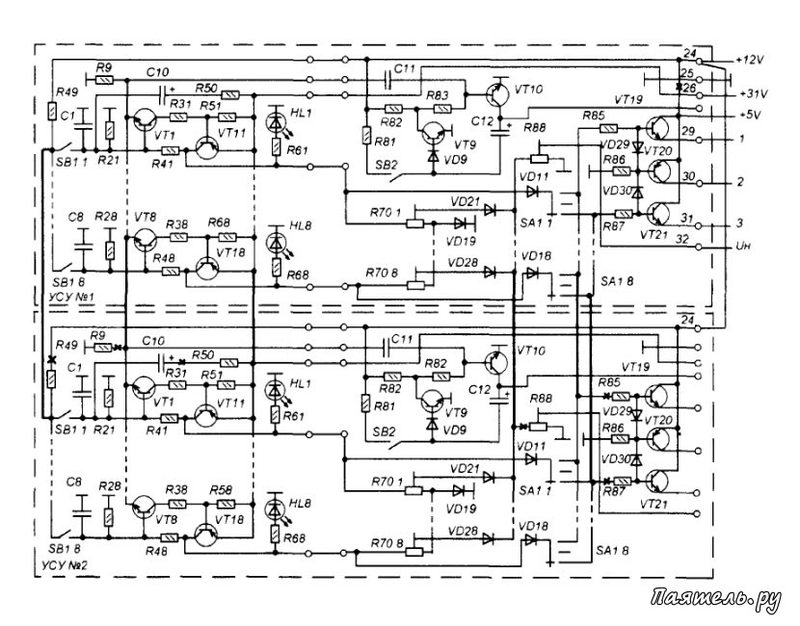 24
+12V
R9
C10
C11
25
R49
R50
26
+31V
VT10
VT19
C1
R31
R51
HL1
R83
+5V
R82
C12
R85
29
1
VT1
VT11
R81
VT9
R88
VD29
VT20
SB1 1
R21
R41
R61
SB2
VD9
R86
VD11
30
2
VD30
C8
R28
VT8
R38
R68
HL8
R70 1
VD21
SA1 1
R87
31
3
VD19
VT21
32
Uн
R48
VT18
R68
R70 8
VD28
VD18
SB1 8
SA1 8
УСУ №1
24
R49
R9
C10
C11
R50
VT10
VT19
C1
R31
R51
HL1
R82
R82
C12
R85
VT1
VT11
R81
VT9
R88
VD29
VT20
SB1 1
R21
R41
R61
SB2
VD9
R86
VD11
VD30
C8
R28
R38
R58
HL8
R70 1
VD21
SA1 1
R87
VD19
VT21
VT8
VT18
R68
R48
R70 8
VD28
VD18
SB1 8
SA1 8
УСУ №2
Паятель.ру